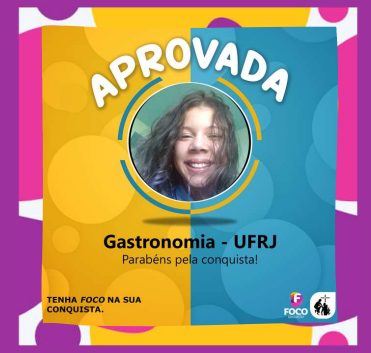 APROVADA
Gastronomia - UFRJ
Parabéns pela conquista!
TENHA FOCO NA SUA
CONQUISTA.
FOCO